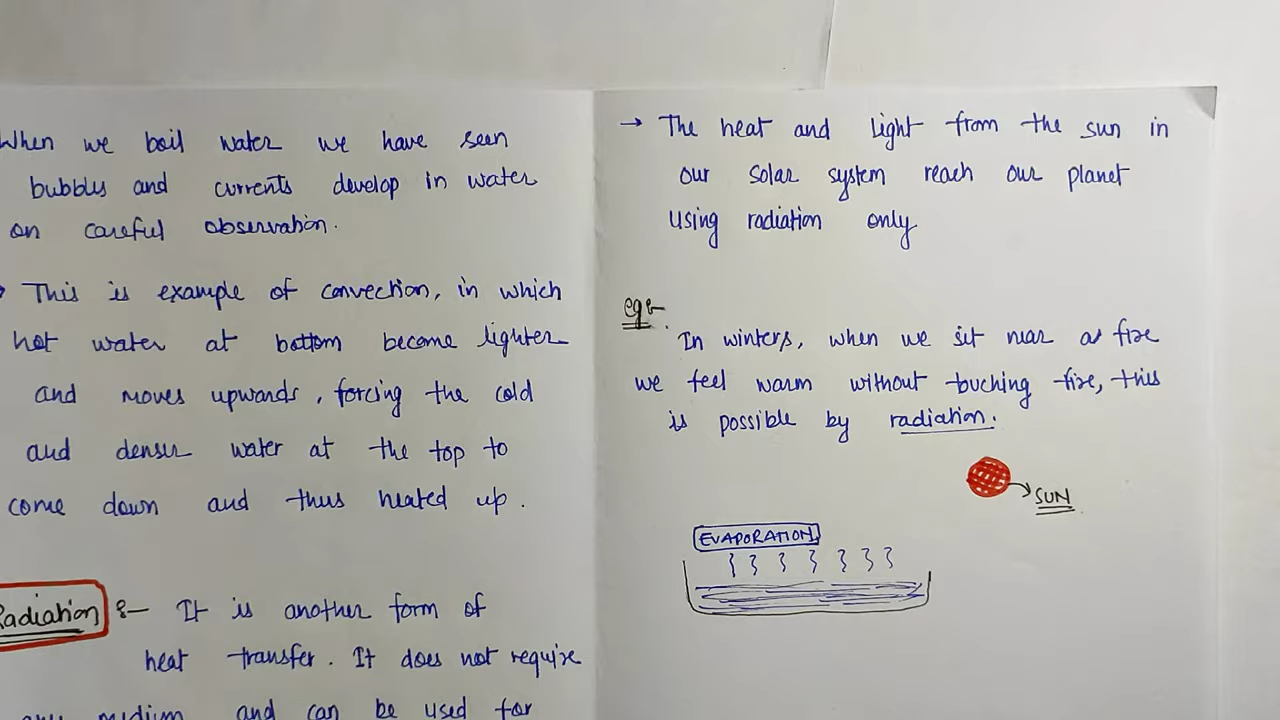 When we boil water we have seen
bubbles and currents develop in water
on careful observation.
→ This is example of convection, in which
hot water at bottom become lighter
and moves upwards, forcing the cold
and denser water at the top to
come down and thus heated up.
Radiation :- It is another form of
heat transfer. It does not require
any medium and can be used for
→ The heat and light from the sun in
our solar system reach our planet
using radiation only
eg:-
In winters, when we sit near a fire
we feel warm without touching fire, this
is possible by radiation.
→ SUN
EVAPORATION